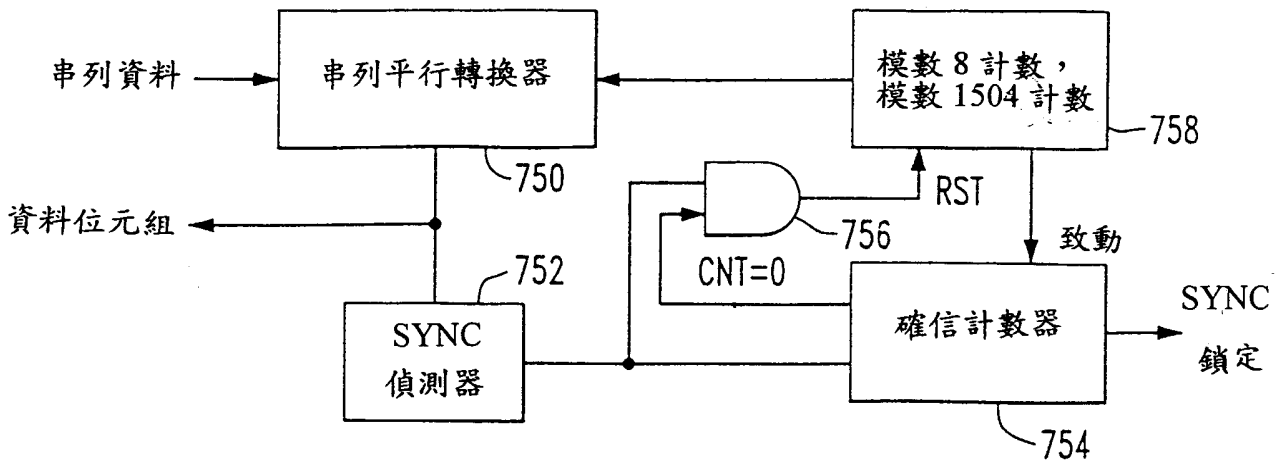 串列資料
串列平行轉換器
模數 8 計數,
模數 1504 計數
758
750
RST
資料位元組
756
致動
752
CNT=0
SYNC
偵測器
確信計數器
SYNC
鎖定
754